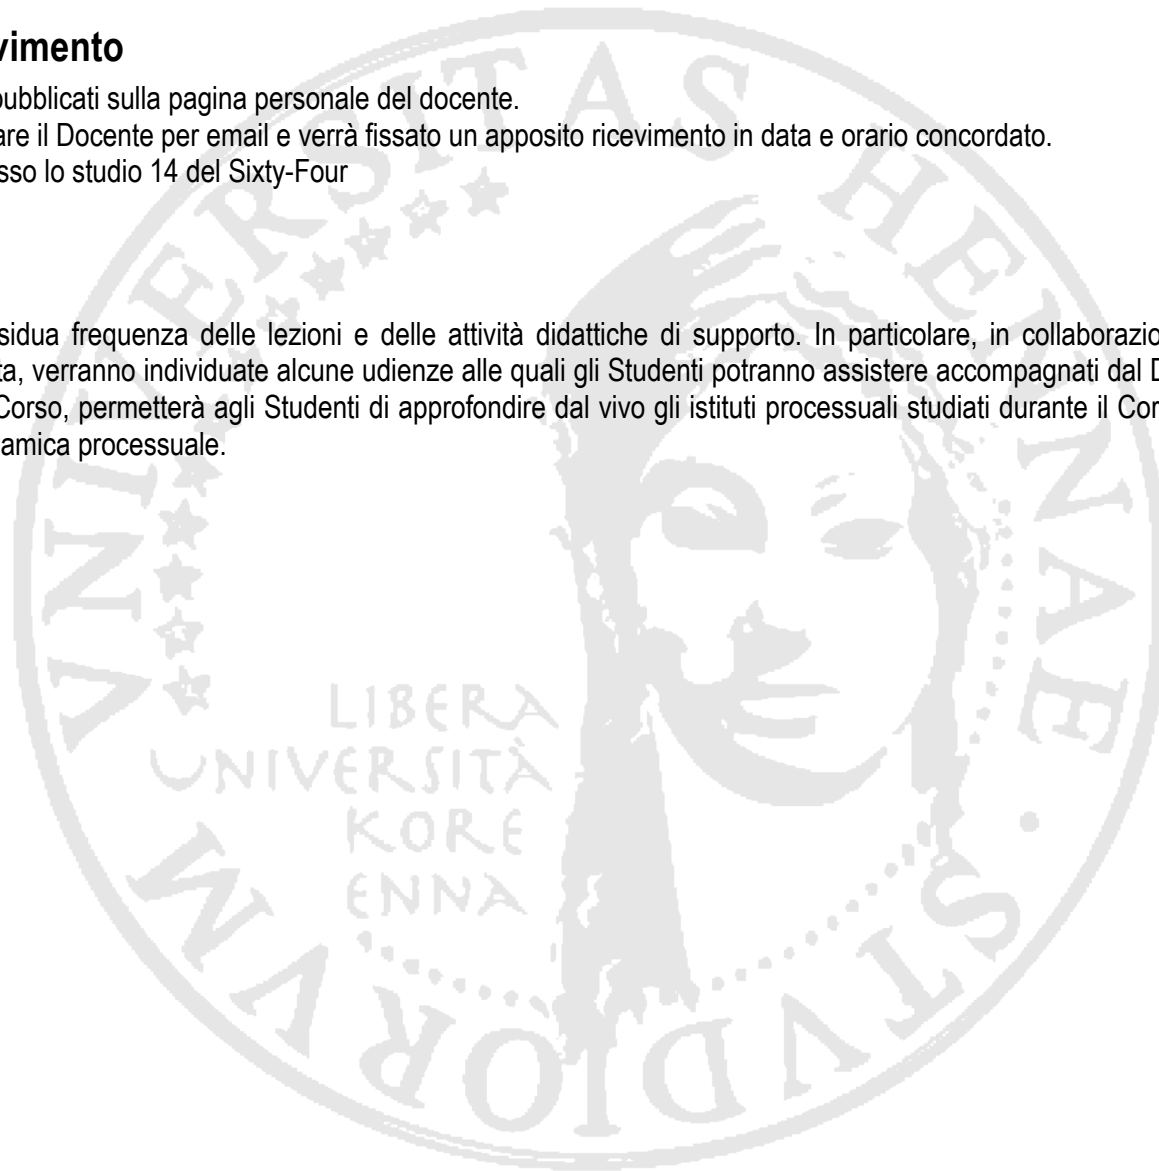 vimento
pubblicati sulla pagina personale del docente.
are il Docente per email e verrà fissato un apposito ricevimento in data e orario concordato.
sso lo studio 14 del Sixty-Four
sidua frequenza delle lezioni e delle attività didattiche di supporto. In particolare, in collaborazio
ta, verranno individuate alcune udienze alle quali gli Studenti potranno assistere accompagnati dal D
Corso, permetterà agli Studenti di approfondire dal vivo gli istituti processuali studiati durante il Cor
amica processuale.
VNIVERSITAS HENNAE · STVDIORVM
LIBERA
UNIVERSITÀ
KORE
ENNA